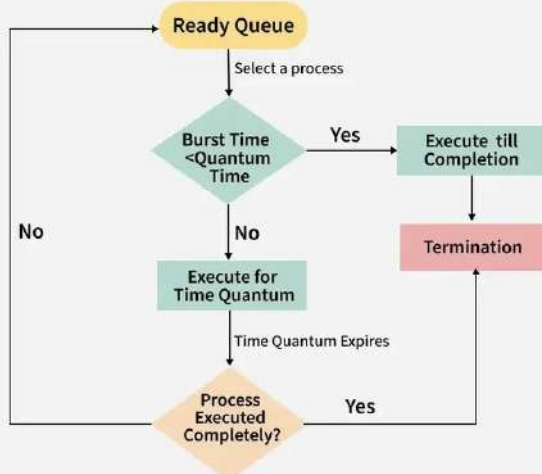 Ready Queue
Select a process
Burst Time
<Quantum
Time
Yes
Execute till
Completion
No
No
Termination
Execute for
Time Quantum
Time Quantum Expires
Process
Executed
Completely?
Yes